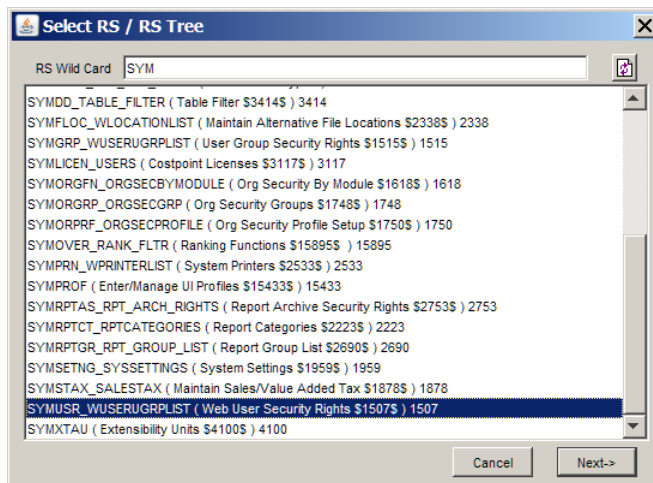 Select RS / RS Tree
RS Wild Card SYM
SYMDD_TABLE_FILTER ( Table Filter $3414$ ) 3414
SYMFLOC_WLOCATIONLIST ( Maintain Alternative File Locations $2338$ ) 2338
SYMGRP_WUSERUGRPLIST ( User Group Security Rights $1515$ ) 1515
SYMLICEN_USERS ( Costpoint Licenses $3117$ ) 3117
SYMORGFN_ORGSECBYMODULE ( Org Security By Module $1618$ ) 1618
SYMORGRP_ORGSECGRP ( Org Security Groups $1748$ ) 1748
SYMORPRF_ORGSECPROFILE ( Org Security Profile Setup $1750$ ) 1750
SYMOVER_RANK_FLTR ( Ranking Functions $15895$  ) 15895
SYMPRN_WPRINTERLIST ( System Printers $2533$ ) 2533
SYMPROF ( Enter/Manage UI Profiles $15433$ ) 15433
SYMRPTAS_RPT_ARCH_RIGHTS ( Report Archive Security Rights $2753$ ) 2753
SYMRPTCT_RPTCATEGORIES ( Report Categories $2223$ ) 2223
SYMRPTGR_RPT_GROUP_LIST ( Report Group List $2690$ ) 2690
SYMSETNG_SYSSETTINGS ( System Settings $1959$ ) 1959
SYMSTAX_SALESTAX ( Maintain Sales/Value Added Tax $1878$ ) 1878
SYMUSR_WUSERUGRPLIST ( Web User Security Rights $1507$ ) 1507
SYMXTAU ( Extensibility Units $4100$ ) 4100
Cancel Next->